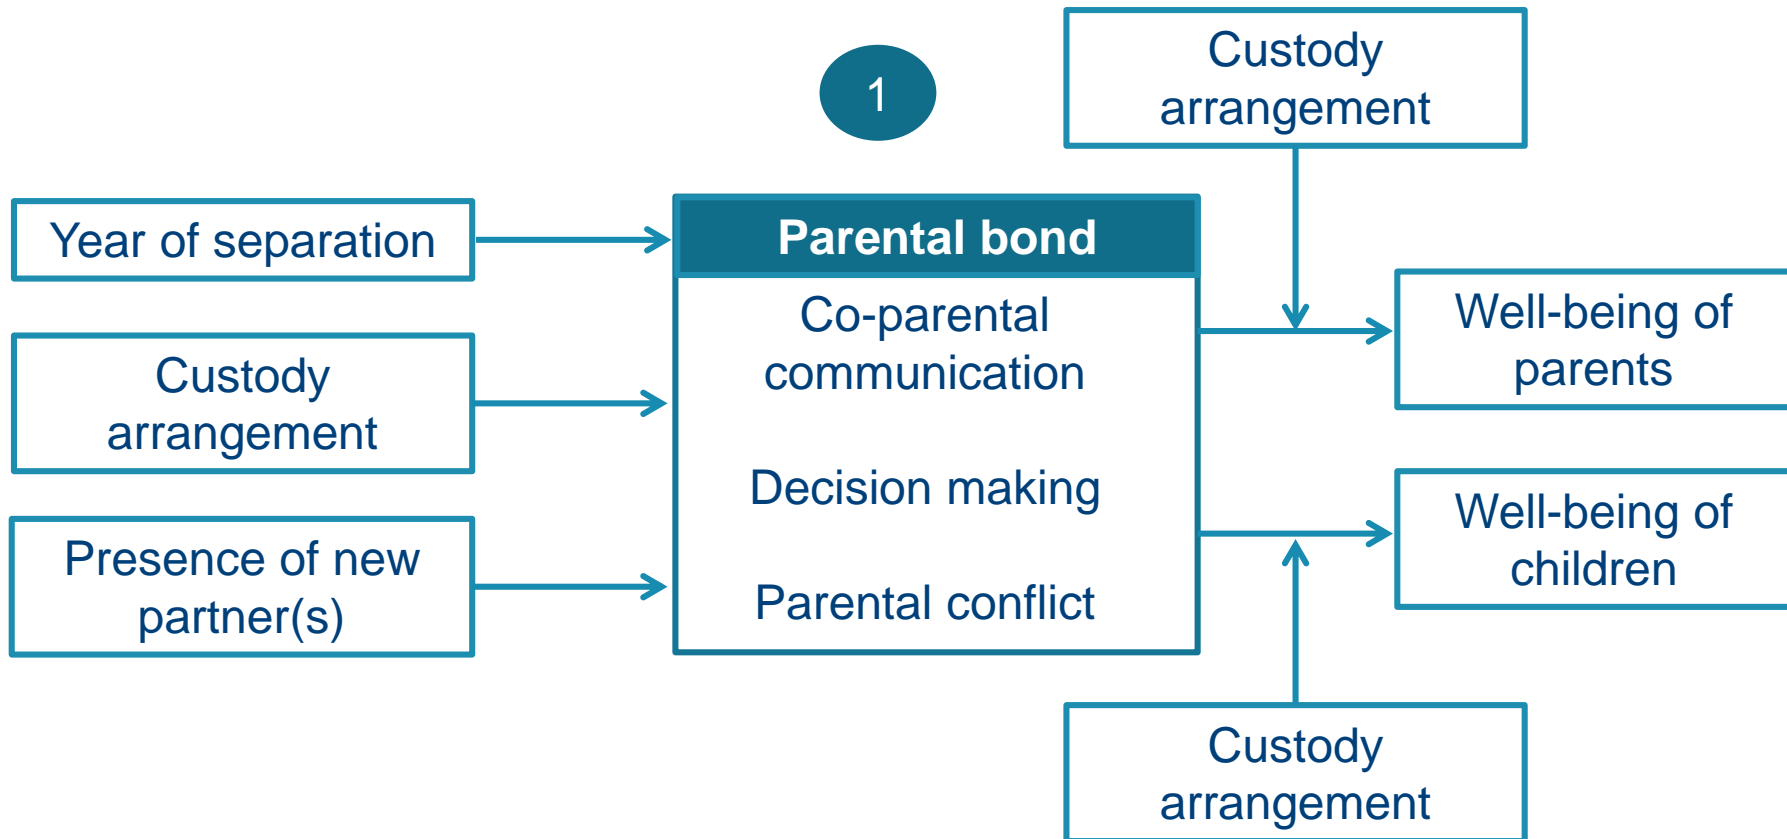 1
Custody
arrangement
Year of separation
Custody
arrangement
Presence of new
partner(s)
Parental bond
Co-parental
communication
Decision making
Parental conflict
Well-being of
parents
Well-being of
children
Custody
arrangement